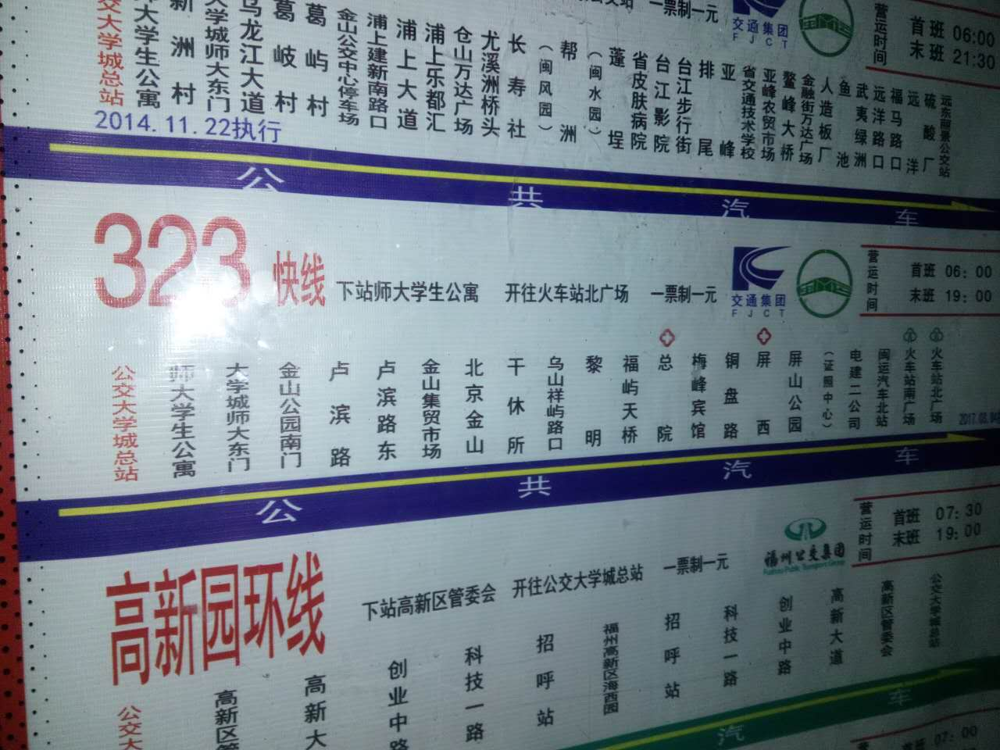 一票制一元
交通集团
FJCT
营运时间
首班 06:00
末班 21:30
交大学城总站
大学生公寓
新洲村
大学城师大东门
乌龙江大道
葛岐村
葛屿村
金山公交中心停车场
浦上建新南路口
浦上大道
浦上乐都汇
仓山万达广场
尤溪洲桥头
长寿社
（闽风园）
帮洲
（闽水园）
蓬埕
省皮肤病院
台江影院
台江步行街
排尾
亚峰
省交通技术学校
亚峰农贸市场
鳌峰大桥
金融街万达广场
人造板厂
鱼池
武夷绿洲
远洋路口
福马路口
远洋
硫酸厂
远东丽景公交站
2014.11.22执行
公共汽车
323 快线
下站师大学生公寓 开往火车站北广场 一票制一元
交通集团
FJCT
营运时间
首班 06:00
末班 19:00
公交大学城总站
师大学生公寓
大学城师大东门
金山公园南门
卢滨路
卢滨路东
金山集贸市场
北京金山
干休所
乌山祥屿路口
黎明
福屿天桥
总院
梅峰宾馆
铜盘路
屏西
屏山公园
（证照中心）
电建二公司
闽运汽车北站
火车站南广场
火车站北广场
2017.03.04
公共汽车
高新园环线
下站高新区管委会 开往公交大学城总站 一票制一元
福州公交集团
Fuzhou Public Transport Group
营运时间
首班 07:30
末班 19:00
公交大
高新区管
高新大
创业中路
科技一路
招呼站
福州高新区海西园
招呼站
科技一路
创业中路
高新大道
高新区管委会
公交大学城总站
汽车
07:00